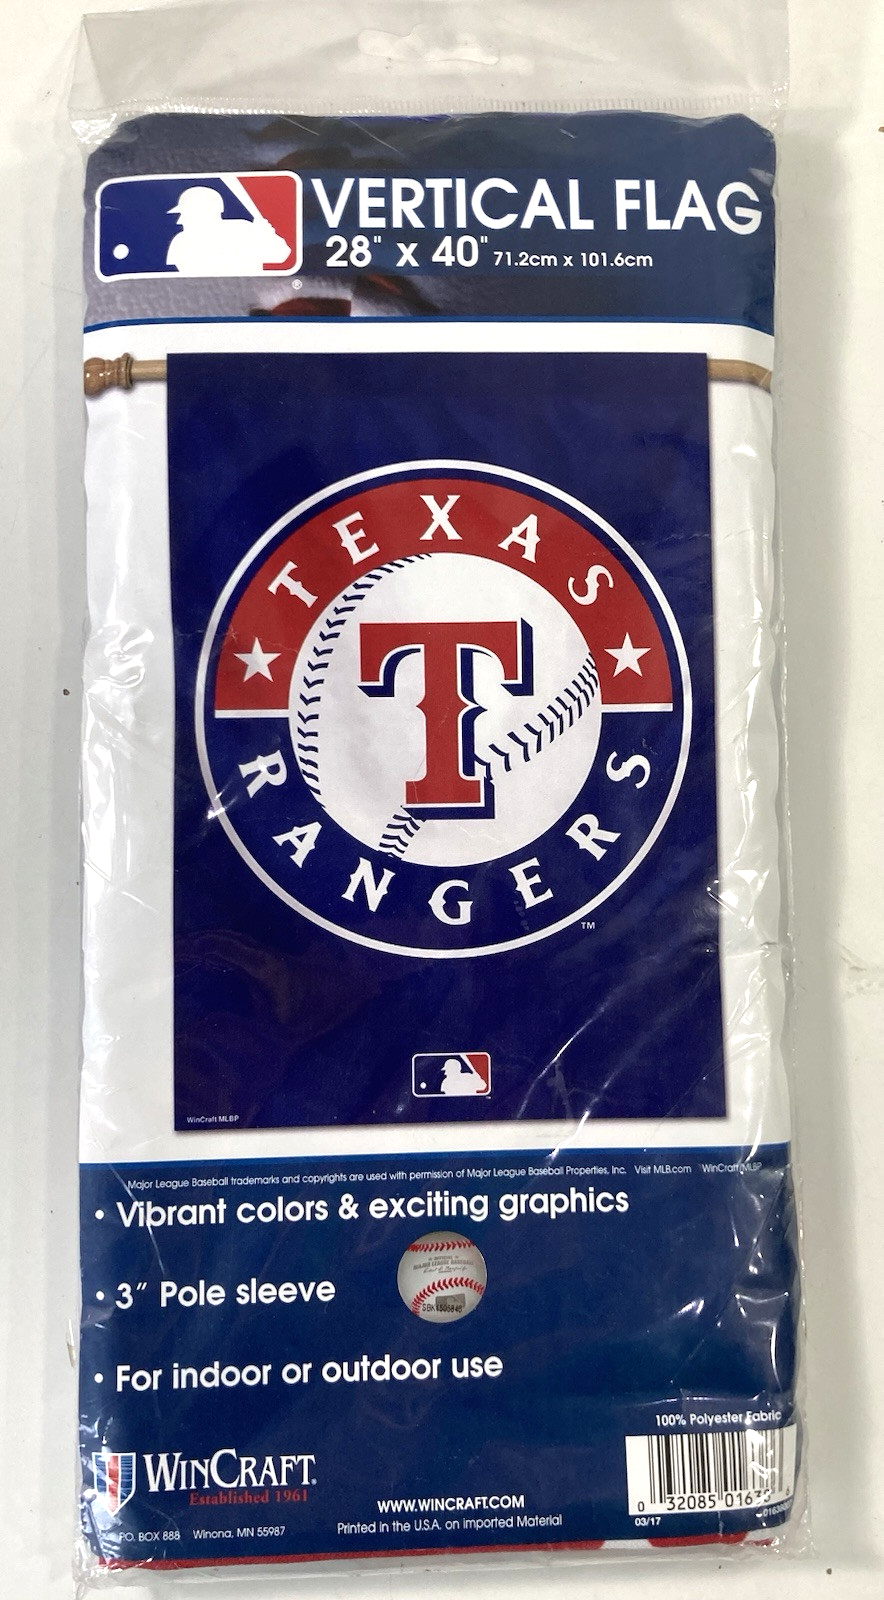 VERTICAL FLAG
28" x 40" 71.2cm x 101.6cm
®
TEXAS
T
RANGERS
TM
WinCraft MLBP
Major League Baseball trademarks and copyrights are used with permission of Major League Baseball Properties, Inc. Visit MLB.com WinCraft/MLBP
• Vibrant colors & exciting graphics
• 3" Pole sleeve
• For indoor or outdoor use
100% Polyester Fabric
WINCRAFT®
Established 1961
P.O. BOX 888 Winona, MN 55987
WWW.WINCRAFT.COM
Printed in the U.S.A. on imported Material
0 32085 0163
03/17